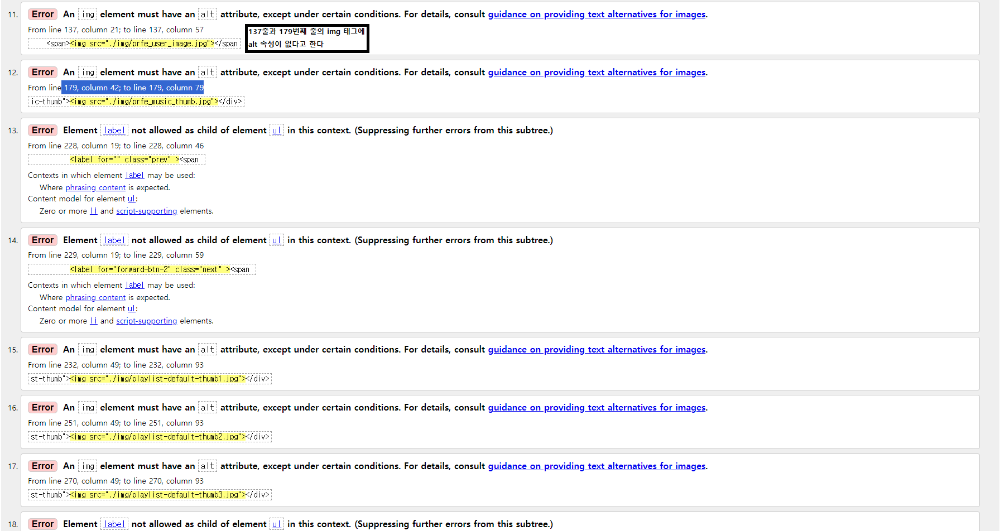 11. Error An img element must have an alt attribute, except under certain conditions. For details, consult guidance on providing text alternatives for images.
From line 137, column 21; to line 137, column 57
<span><img src="./img/prfe_user_image.jpg"></span
137줄과 179번째 줄의 img 태그에
alt 속성이 없다고 한다
12. Error An img element must have an alt attribute, except under certain conditions. For details, consult guidance on providing text alternatives for images.
From line 179, column 42; to line 179, column 79
ic-thumb"><img src="./img/prfe_music_thumb.jpg"></div>
13. Error Element label not allowed as child of element ul in this context. (Suppressing further errors from this subtree.)
From line 228, column 19; to line 228, column 46
<label for="" class="prev" ><span
Contexts in which element label may be used:
Where phrasing content is expected.
Content model for element ul:
Zero or more li and script-supporting elements.
14. Error Element label not allowed as child of element ul in this context. (Suppressing further errors from this subtree.)
From line 229, column 19; to line 229, column 59
<label for="forward-btn-2" class="next" ><span
Contexts in which element label may be used:
Where phrasing content is expected.
Content model for element ul:
Zero or more li and script-supporting elements.
15. Error An img element must have an alt attribute, except under certain conditions. For details, consult guidance on providing text alternatives for images.
From line 232, column 49; to line 232, column 93
st-thumb"><img src="./img/playlist-default-thumb1.jpg"></div>
16. Error An img element must have an alt attribute, except under certain conditions. For details, consult guidance on providing text alternatives for images.
From line 251, column 49; to line 251, column 93
st-thumb"><img src="./img/playlist-default-thumb2.jpg"></div>
17. Error An img element must have an alt attribute, except under certain conditions. For details, consult guidance on providing text alternatives for images.
From line 270, column 49; to line 270, column 93
st-thumb"><img src="./img/playlist-default-thumb3.jpg"></div>
18. Error Element label not allowed as child of element ul in this context. (Suppressing further errors from this subtree.)